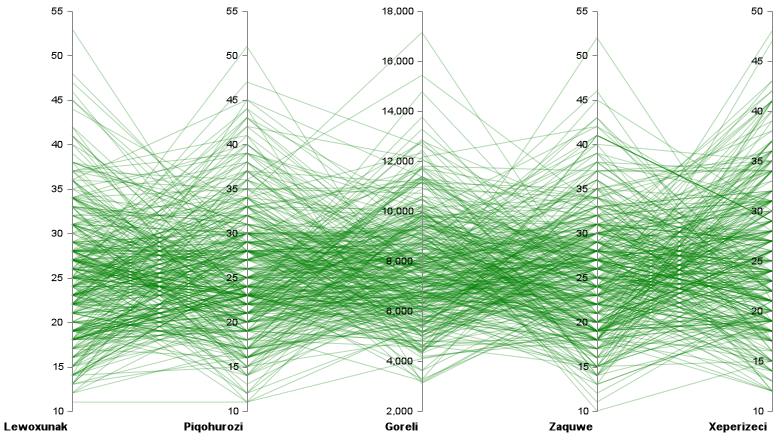 55 55 18,000 55 50
50 50 16,000 50 45
45 45 14,000 45 40
40 40 12,000 40 35
35 35 10,000 35 30
30 30 8,000 30 25
25 25 6,000 25 20
20 20 4,000 20 15
15 15 15
10 10 2,000 10 10
Lewoxunak Piqohurozi Goreli Zaquwe Xeperizeci